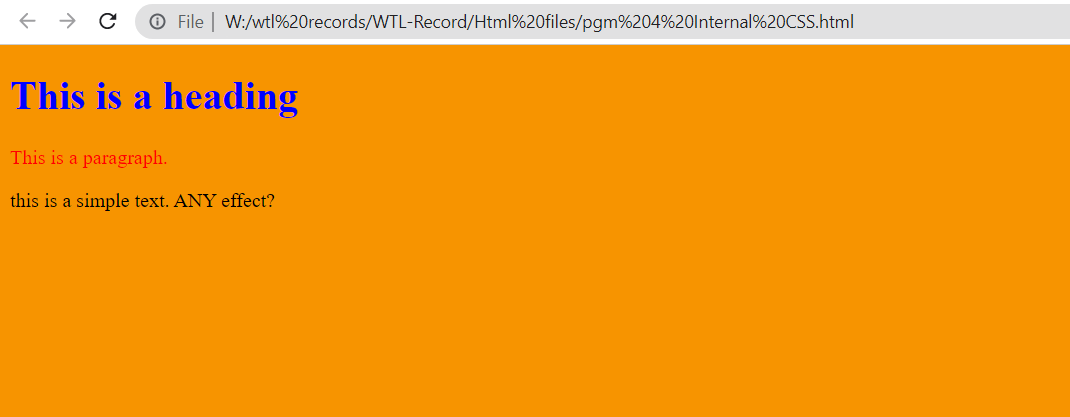 File | W:/wtl%20records/WTL-Record/Html%20files/pgm%204%20Internal%20CSS.html
This is a heading
This is a paragraph.
this is a simple text. ANY effect?